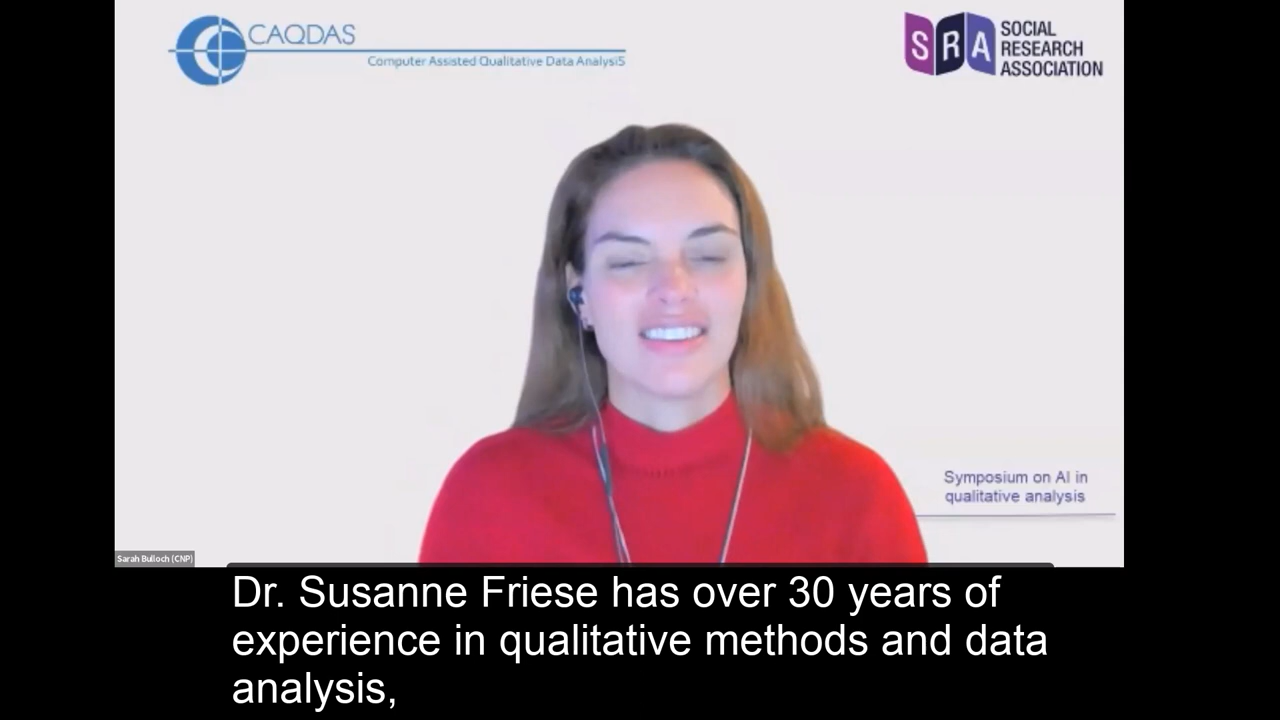 CAQDAS
Computer Assisted Qualitative Data AnalysiS
SRA
SOCIAL
RESEARCH
ASSOCIATION
Symposium on AI in
qualitative analysis
Sarah Bulloch (CNP)
Dr. Susanne Friese has over 30 years of
experience in qualitative methods and data
analysis,